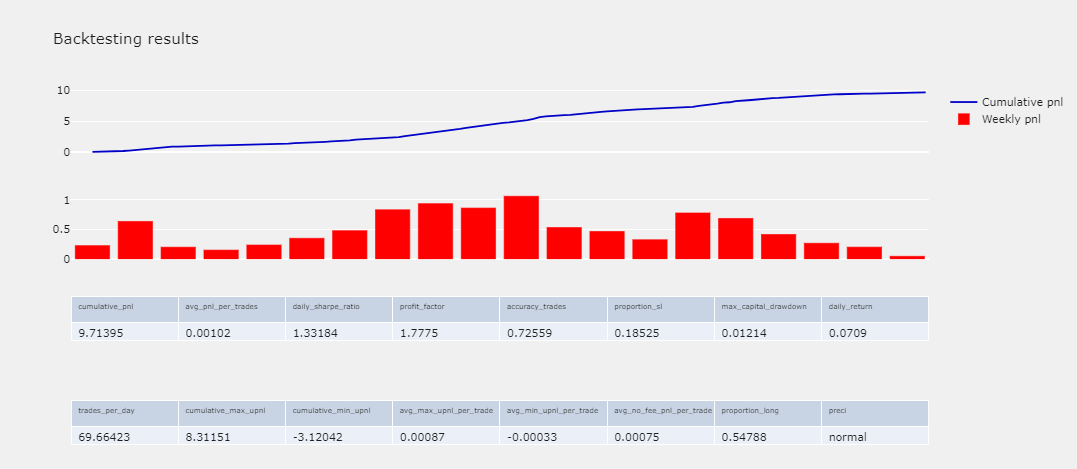 Backtesting results
10
5
0
Cumulative pnl
Weekly pnl
1
0.5
0
cumulative_pnl avg_pnl_per_trades daily_sharpe_ratio profit_factor accuracy_trades proportion_sl max_capital_drawdown daily_return
9.71395 0.00102 1.33184 1.7775 0.72559 0.18525 0.01214 0.0709
trades_per_day cumulative_max_upnl cumulative_min_upnl avg_max_upnl_per_trade avg_min_upnl_per_trade avg_no_fee_pnl_per_trade proportion_long preci
69.66423 8.31151 -3.12042 0.00087 -0.00033 0.00075 0.54788 normal